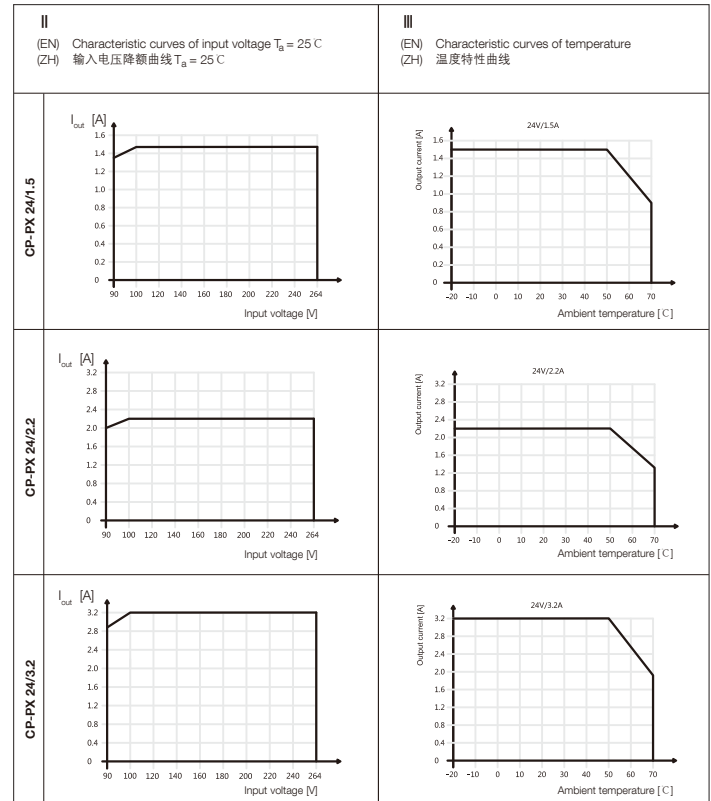 II
(EN) Characteristic curves of input voltage Ta = 25 C
(ZH) 输入电压降额曲线 Ta = 25 C
III
(EN) Characteristic curves of temperature
(ZH) 温度特性曲线
CP-PX 24/1.5
Iout [A]
1.6
1.4
1.2
1.0
0.8
0.6
0.4
0.2
0
90 100 120 140 160 180 200 220 240 264
Input voltage [V]
24V/1.5A
Output current [A]
1.6
1.4
1.2
1.0
0.8
0.6
0.4
0.2
0
-20 -10 0 10 20 30 40 50 60 70
Ambient temperature [ C]
CP-PX 24/2.2
Iout [A]
3.2
2.8
2.4
2.0
1.6
1.2
0.8
0.4
0
90 100 120 140 160 180 200 220 240 264
Input voltage [V]
24V/2.2A
Output current [A]
3.2
2.8
2.4
2.0
1.6
1.2
0.8
0.4
0
-20 -10 0 10 20 30 40 50 60 70
Ambient temperature [ C]
CP-PX 24/3.2
Iout [A]
3.2
2.8
2.4
2.0
1.6
1.2
0.8
0.4
0
90 100 120 140 160 180 200 220 240 264
Input voltage [V]
24V/3.2A
Output current [A]
3.2
2.8
2.4
2.0
1.6
1.2
0.8
0.4
0
-20 -10 0 10 20 30 40 50 60 70
Ambient temperature [ C]